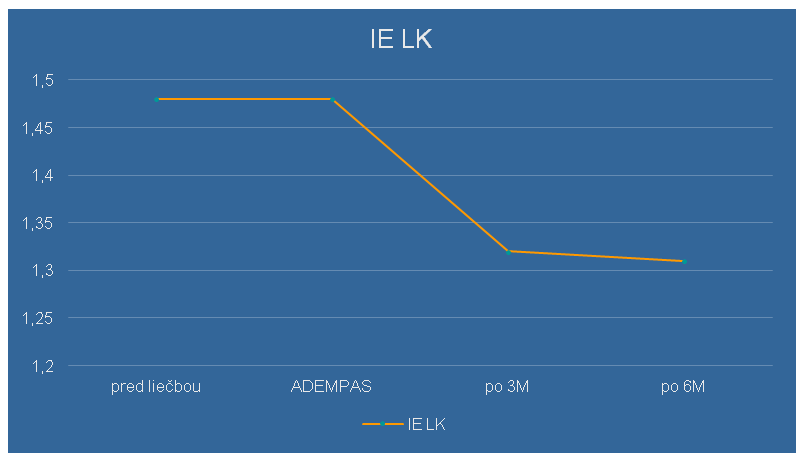 IE LK
1,5
1,45
1,4
1,35
1,3
1,25
1,2
pred liečbou ADEMPAS po 3M po 6M
IE LK